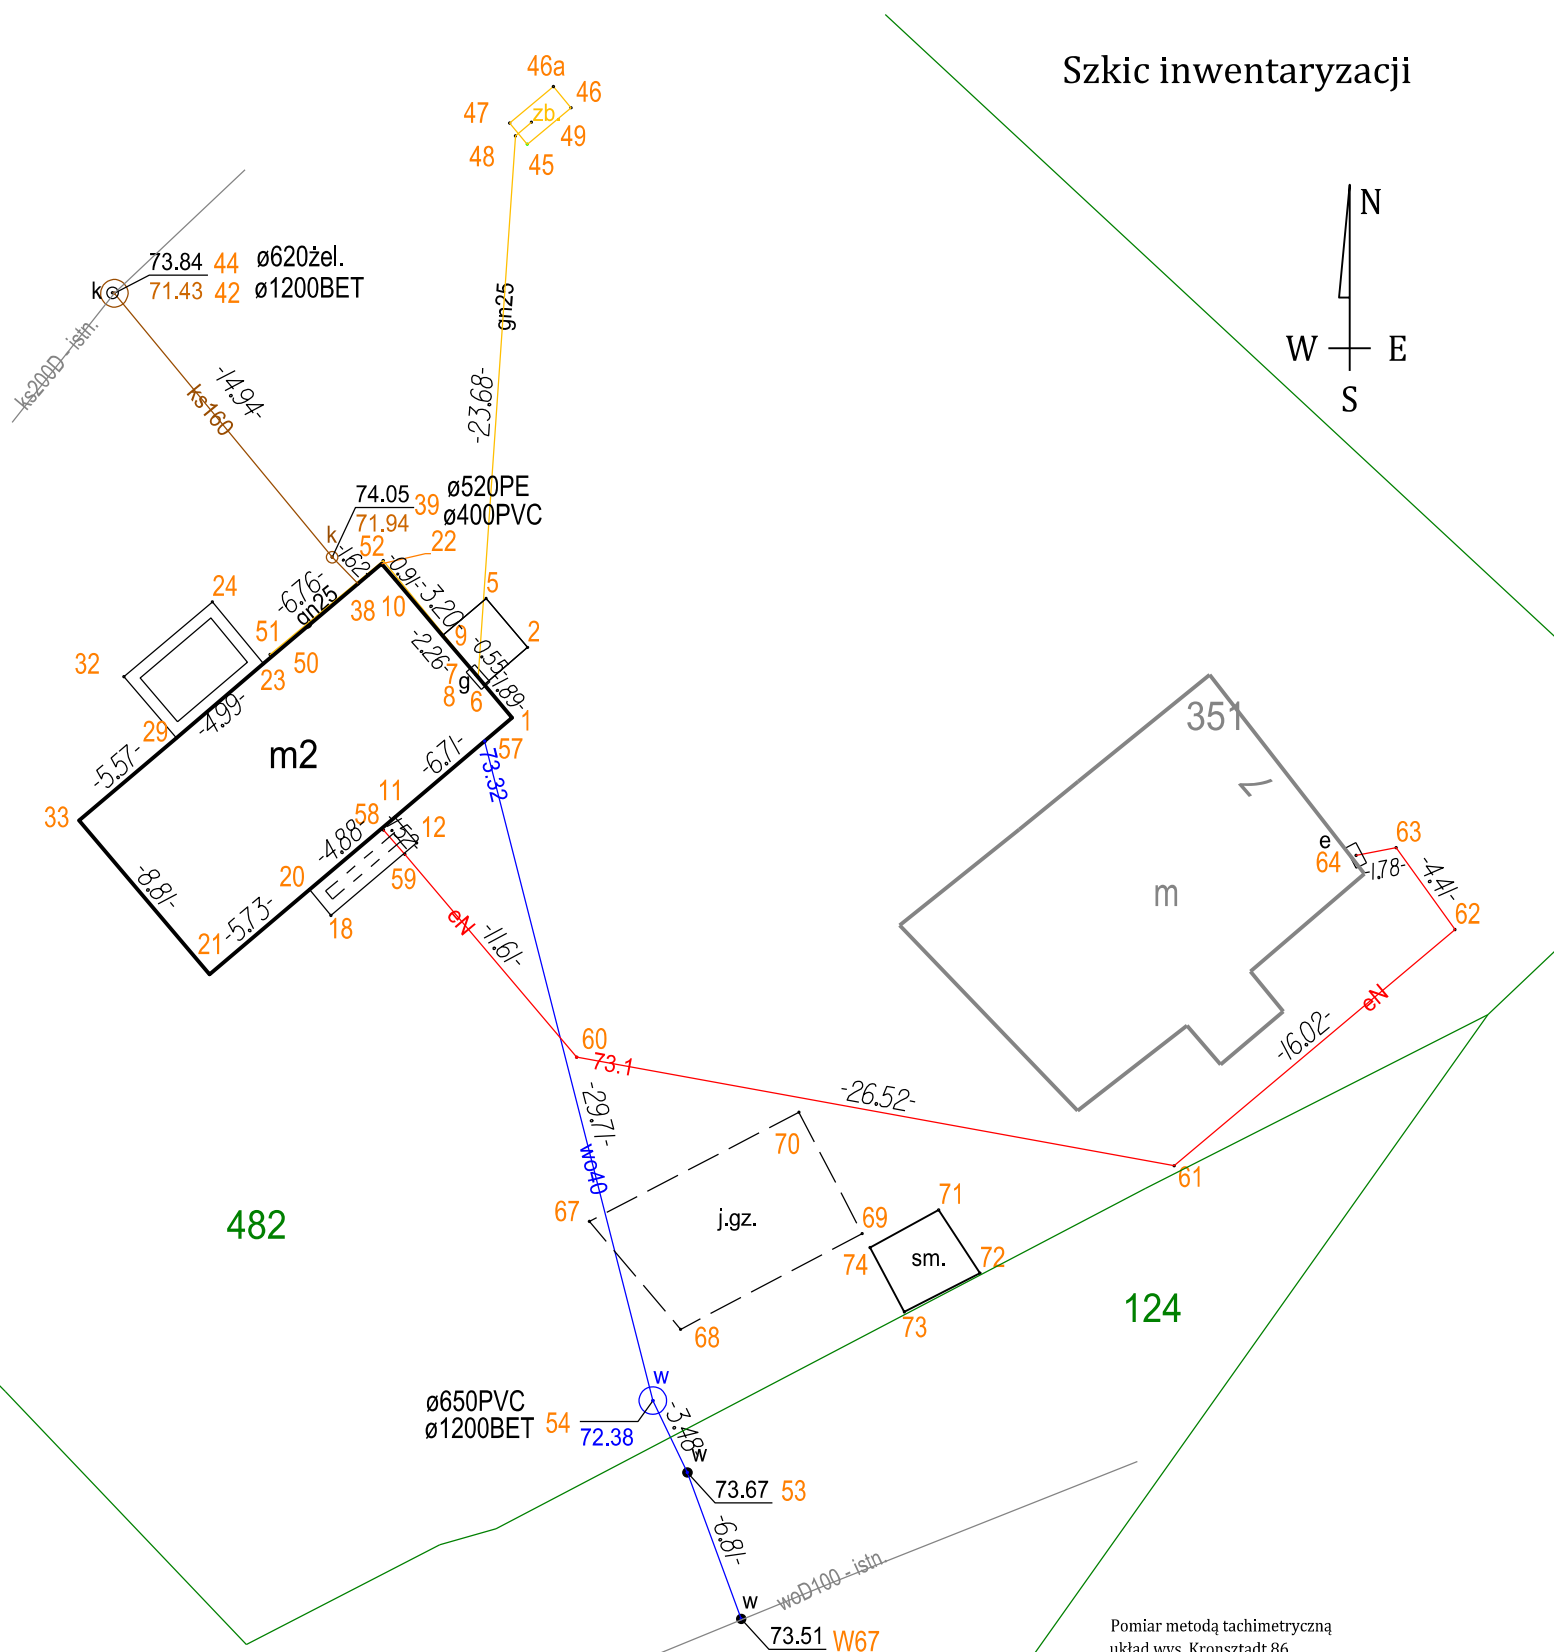 Szkic inwentaryzacji
46a
46
47
zb
49
48
45
N
W E
S
73.84 44 ø620żel.
k
71.43 42 ø1200BET
gn25
ks200D - istn.
-14.94-
ks160
-23.68-
74.05 39 ø520PE
71.94 ø400PVC
k
52
22
-1.62-
-0.91-
-3.20-
5
24
-6.76-
gn25
38
10
2
9
51
50
-2.26-
-0.55-
32
23
7
g
8
6
-1.89-
1
29
-4.99-
m2
57
351
7
-5.57-
-6.71-
73.32
33
11
58
12
1.52
-4.88-
59
e
64
63
-1.78-
-4.41-
62
20
-8.81-
18
-5.73-
21
eN
-11.61-
m
eN
-16.02-
60
73.1
-29.71-
-26.52-
70
wo40
61
67
482
j.gz.
71
69
74
sm.
72
73
124
68
w
ø650PVC
ø1200BET 54
72.38
-3.48-
w
73.67 53
-6.81-
woD100 - istn.
w
73.51 W67
Pomiar metodą tachimetryczną
układ wys. Kronsztadt 86